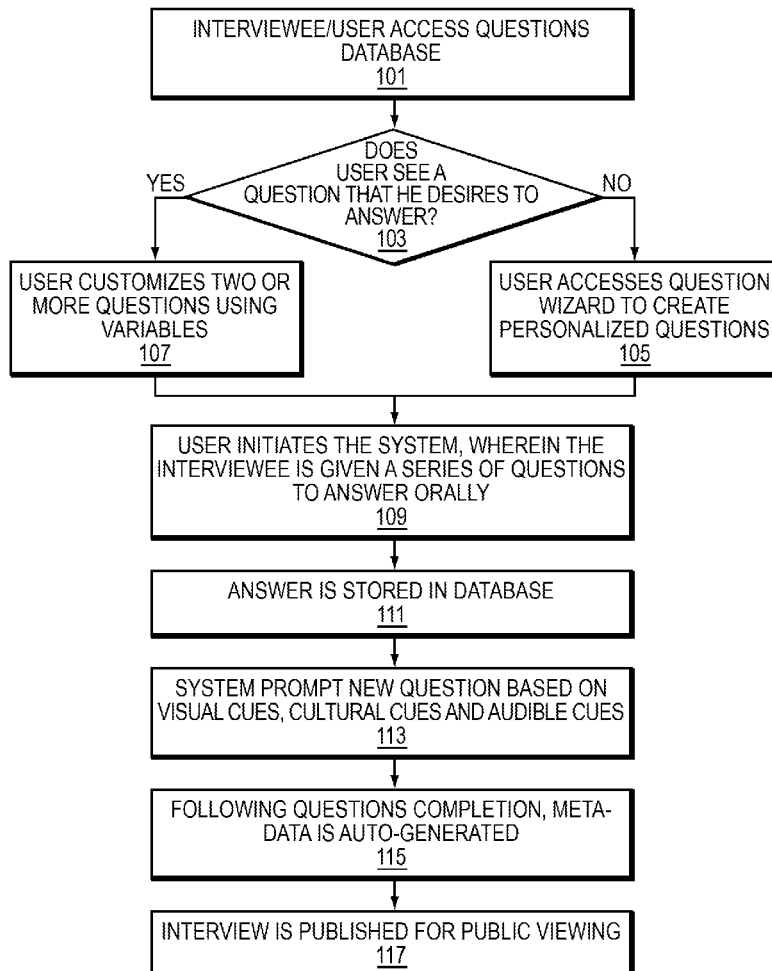 INTERVIEWEE/USER ACCESS QUESTIONS
DATABASE
101
DOES
USER SEE A
QUESTION THAT HE DESIRES TO
ANSWER?
103
YES
NO
USER CUSTOMIZES TWO OR
MORE QUESTIONS USING
VARIABLES
107
USER ACCESSES QUESTION
WIZARD TO CREATE
PERSONALIZED QUESTIONS
105
USER INITIATES THE SYSTEM, WHEREIN THE
INTERVIEWEE IS GIVEN A SERIES OF QUESTIONS
TO ANSWER ORALLY
109
ANSWER IS STORED IN DATABASE
111
SYSTEM PROMPT NEW QUESTION BASED ON
VISUAL CUES, CULTURAL CUES AND AUDIBLE CUES
113
FOLLOWING QUESTIONS COMPLETION, META-
DATA IS AUTO-GENERATED
115
INTERVIEW IS PUBLISHED FOR PUBLIC VIEWING
117